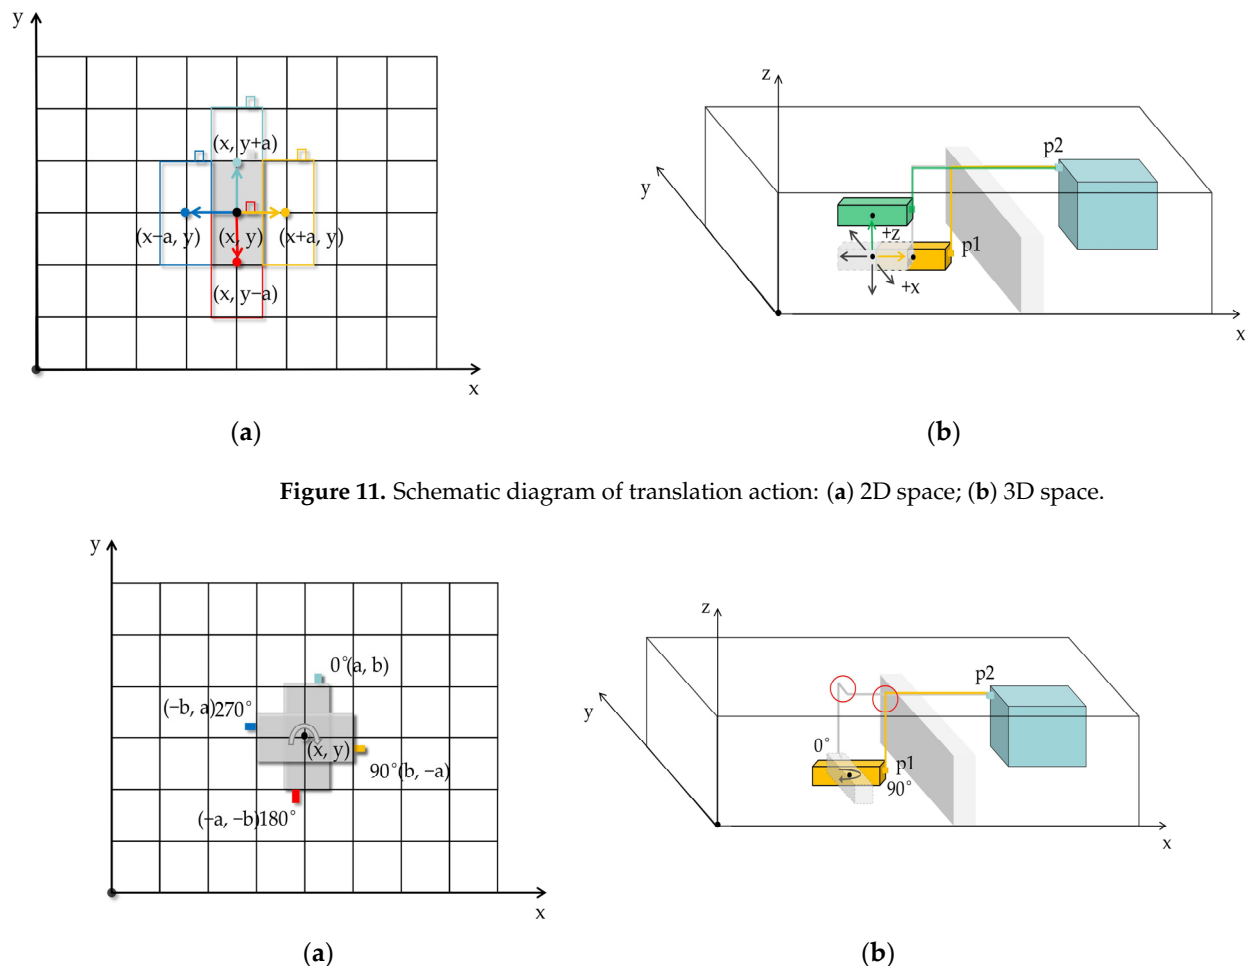 y
(x, y+a)
(x−a, y)
(x, y)
(x+a, y)
(x, y−a)
x
z
p2
y
+z
p1
+x
x
(a)
(b)
Figure 11. Schematic diagram of translation action: (a) 2D space; (b) 3D space.
y
0°(a, b)
(−b, a)270°
(x, y)
90°(b, −a)
(−a, −b)180°
x
z
p2
y
0°
p1
90°
x
(a)
(b)